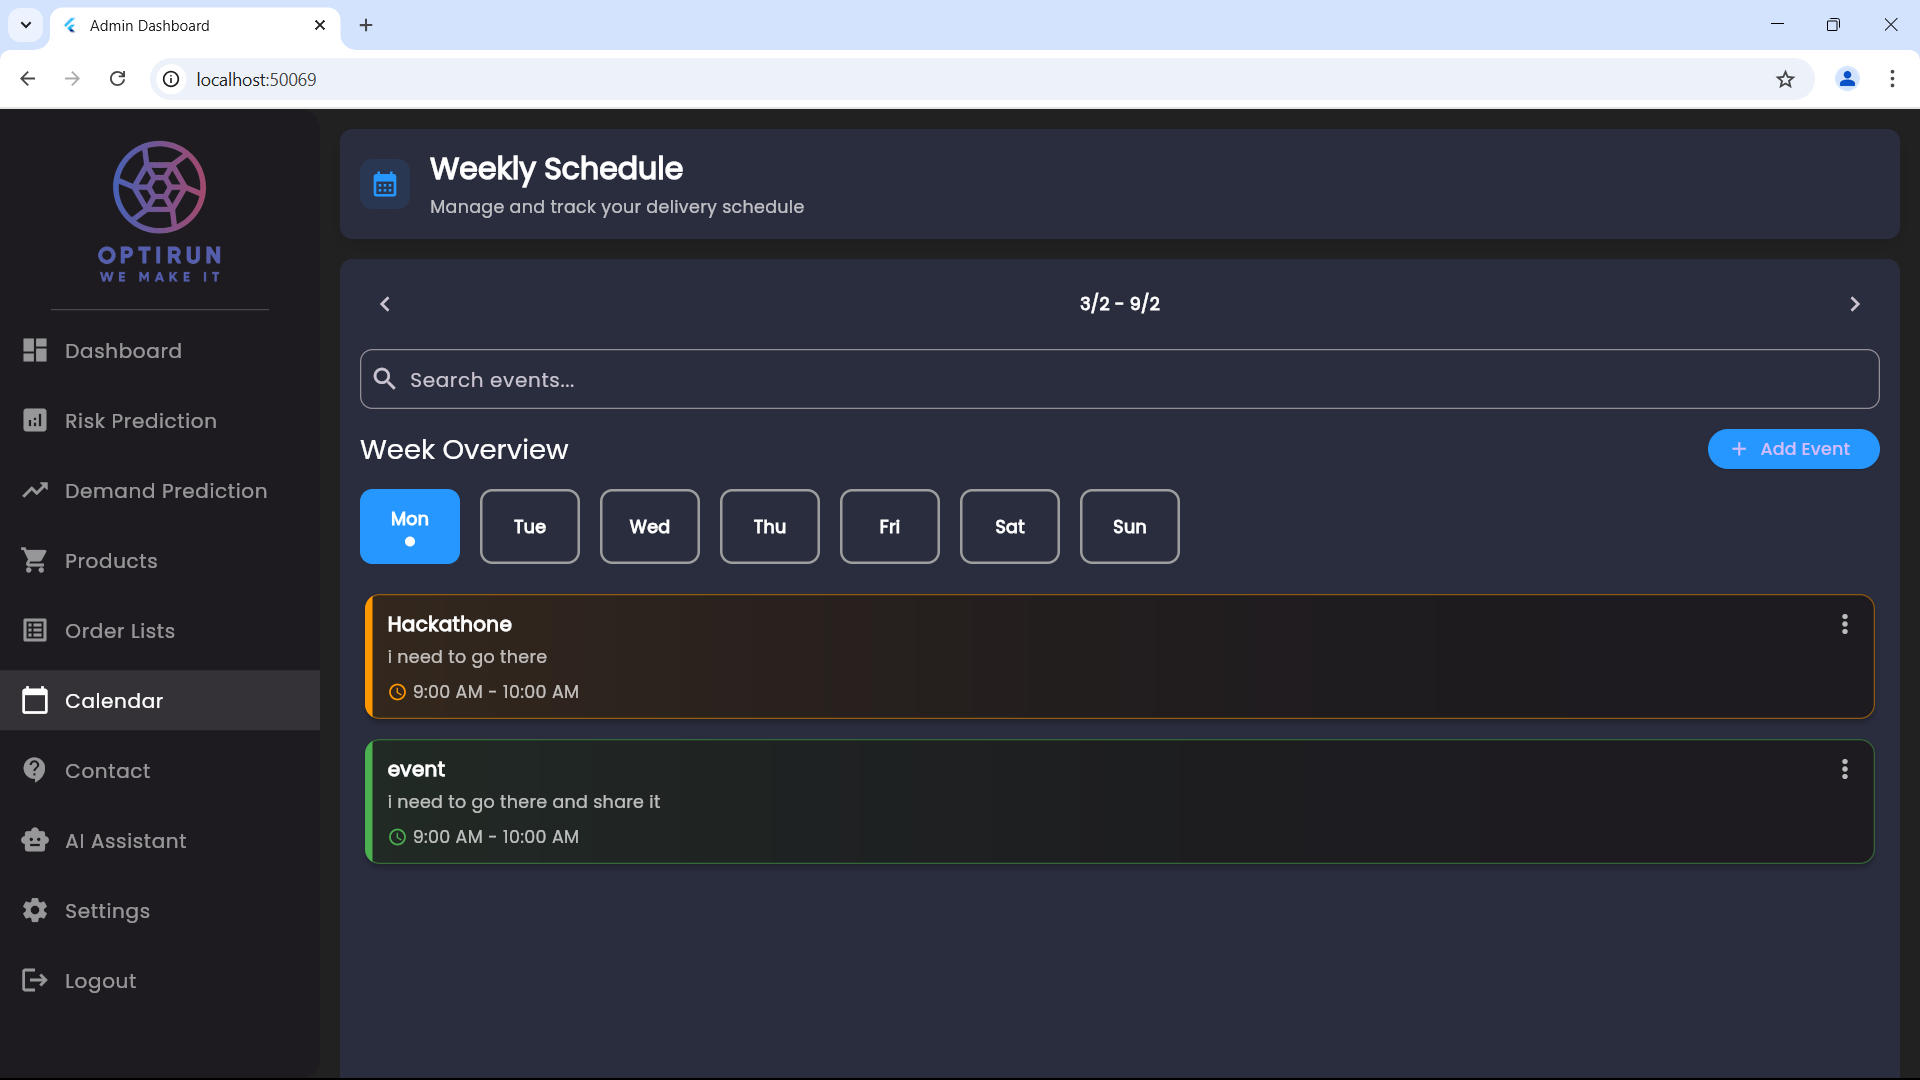 Admin Dashboard
localhost:50069
OPTIRUN
WE MAKE IT
Dashboard
Risk Prediction
Demand Prediction
Products
Order Lists
Calendar
Contact
AI Assistant
Settings
Logout
Weekly Schedule
Manage and track your delivery schedule
3/2 - 9/2
Search events...
Week Overview
+ Add Event
Mon
Tue
Wed
Thu
Fri
Sat
Sun
Hackathone
i need to go there
9:00 AM - 10:00 AM
event
i need to go there and share it
9:00 AM - 10:00 AM